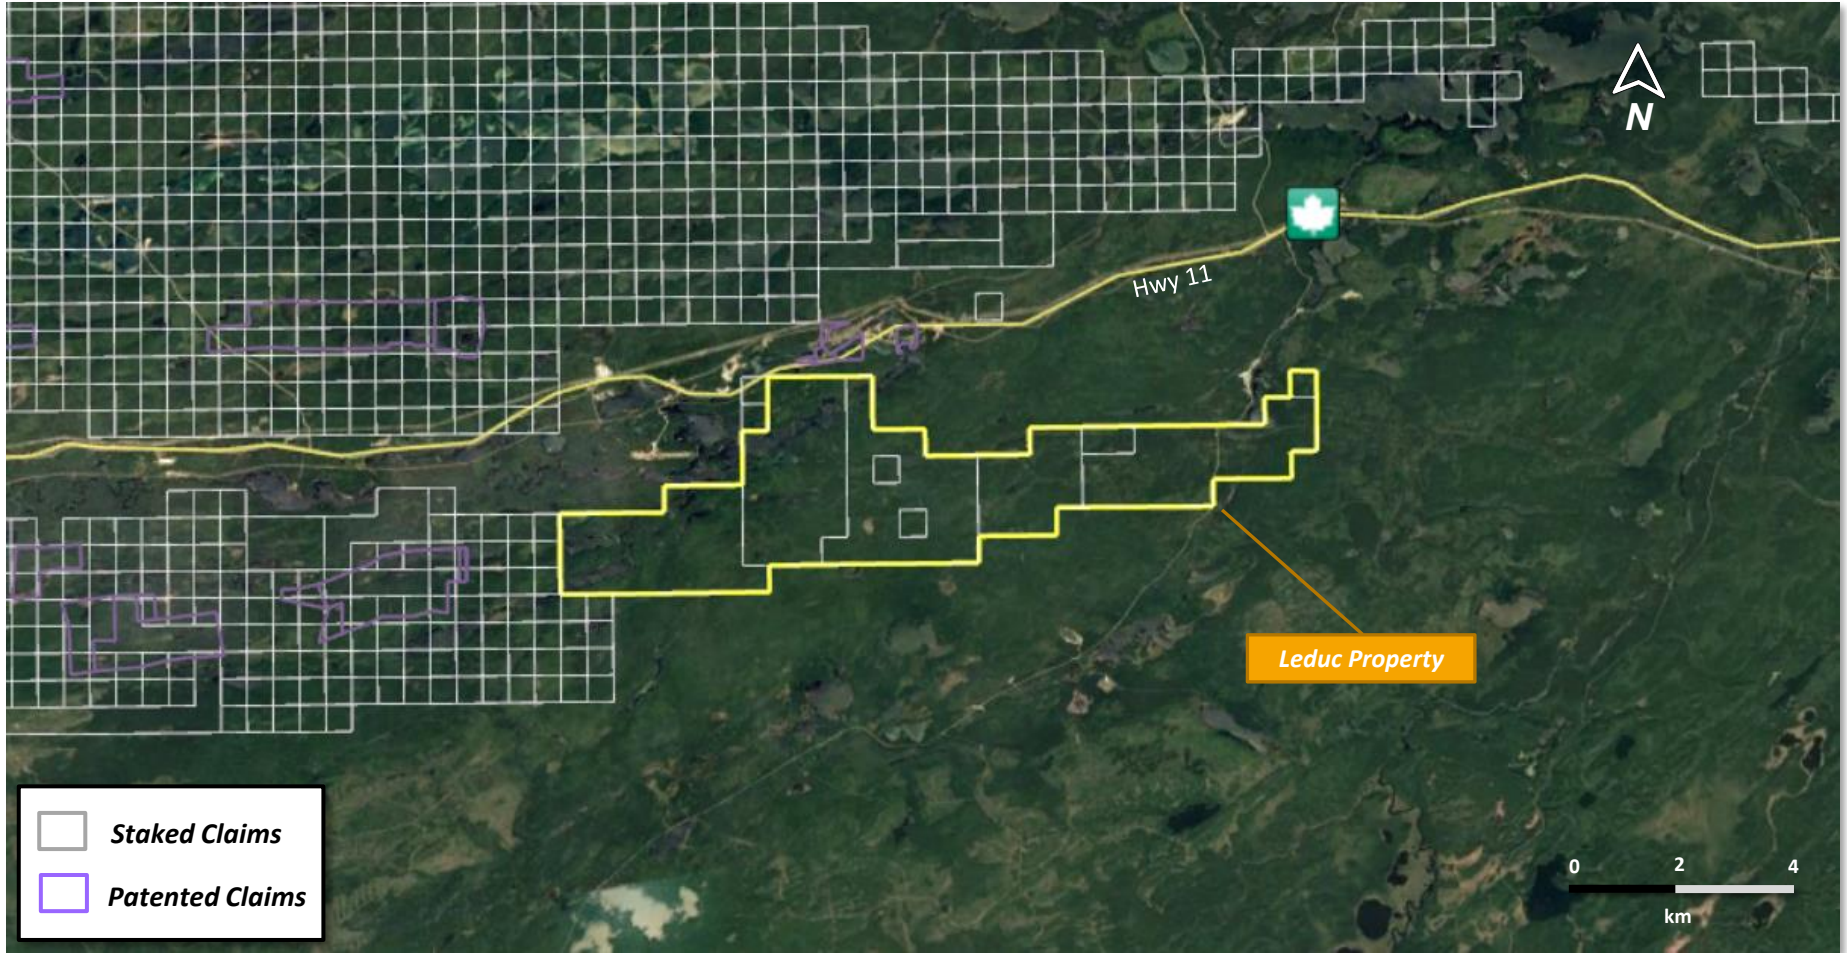 N
Hwy 11
Leduc Property
Staked Claims
Patented Claims
0 2 4
km